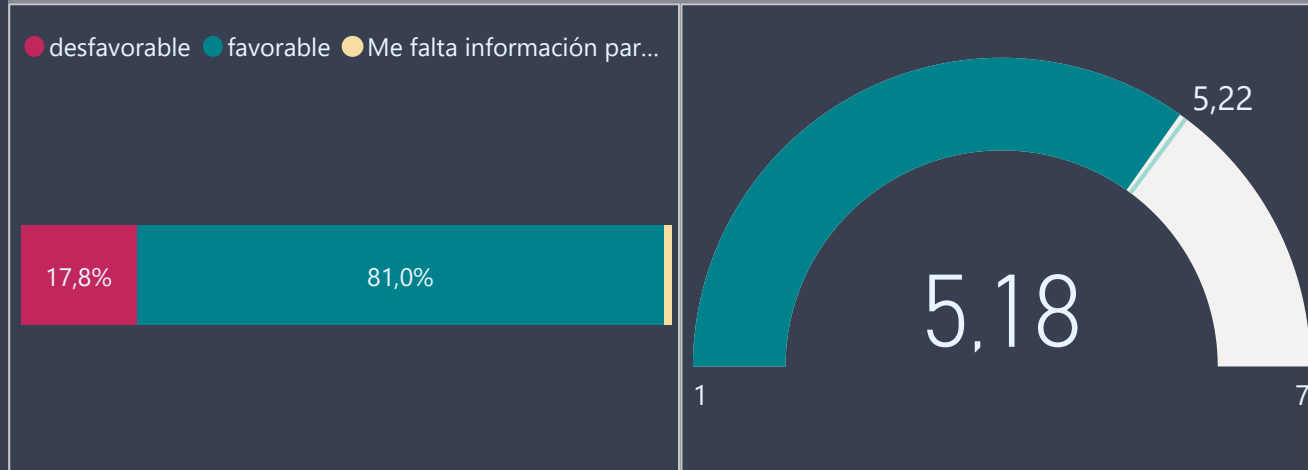 desfavorable favorable Me falta información par...
17,8% 81,0%
5,22
5,18
1 7